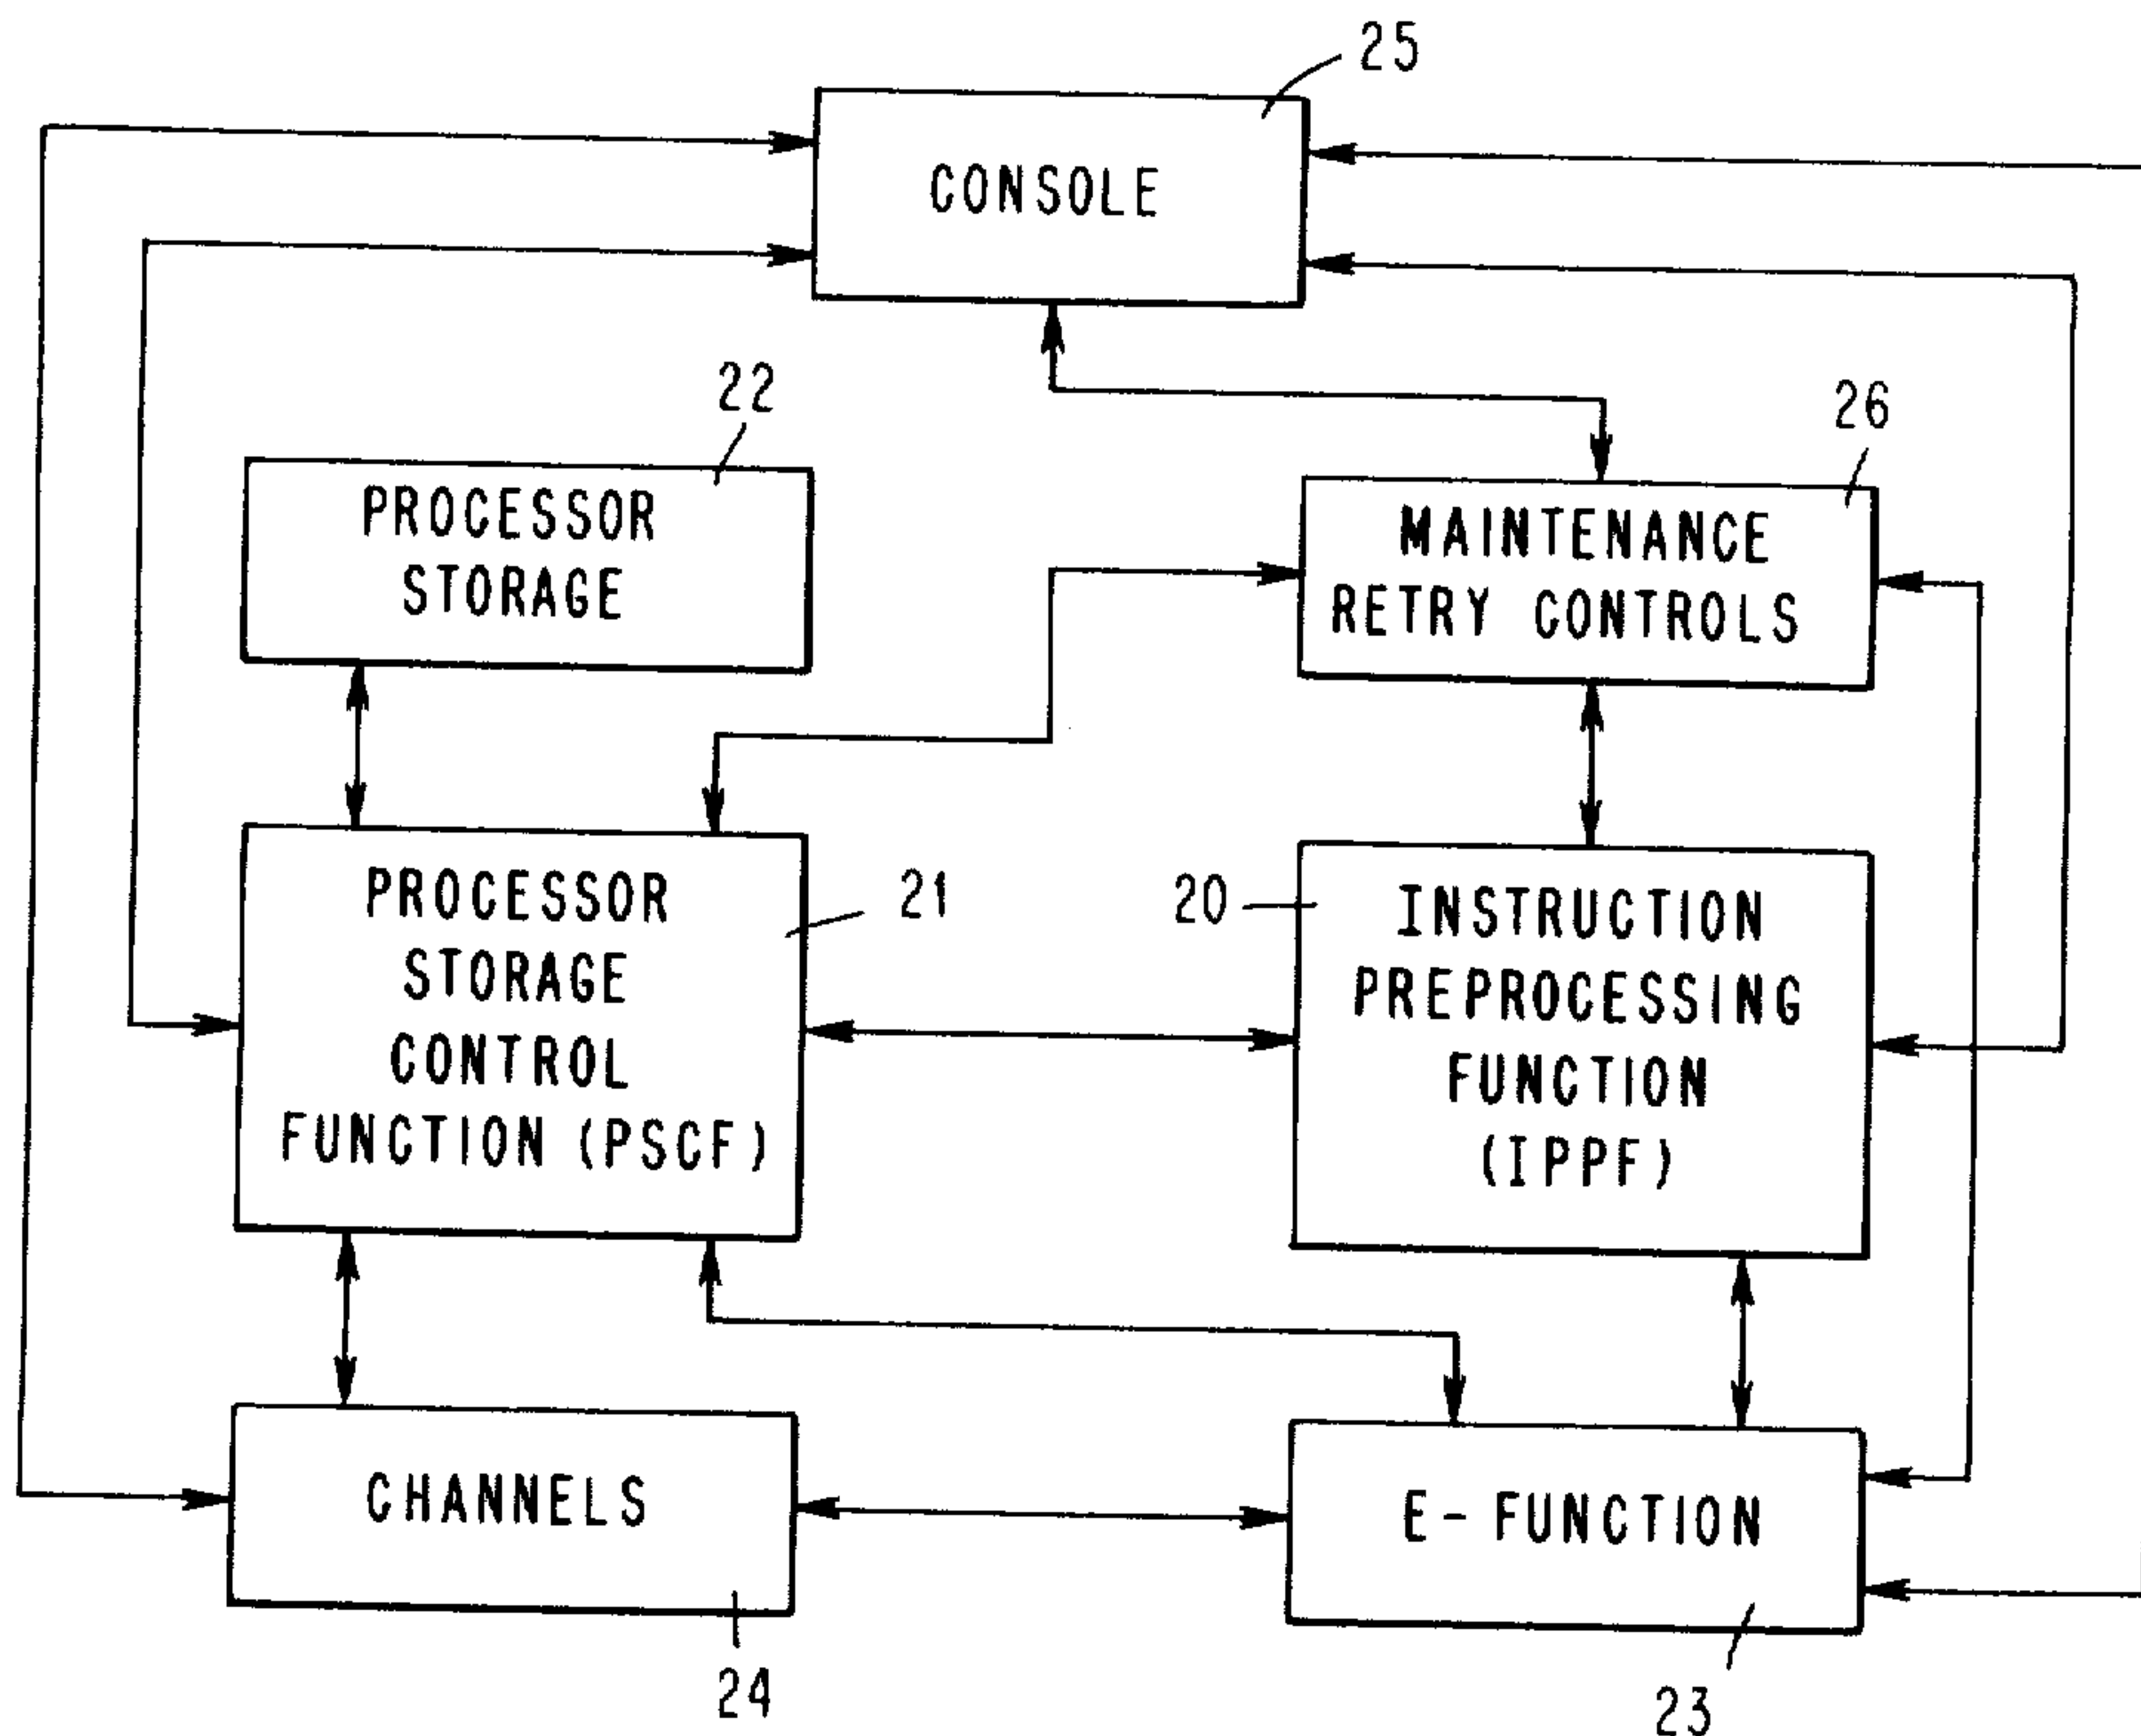 25
CONSOLE
22
26
PROCESSOR
STORAGE
MAINTENANCE
RETRY CONTROLS
PROCESSOR
STORAGE
CONTROL
FUNCTION (PSCF)
21
20
INSTRUCTION
PREPROCESSING
FUNCTION
(IPPF)
CHANNELS
E- FUNCTION
24
23